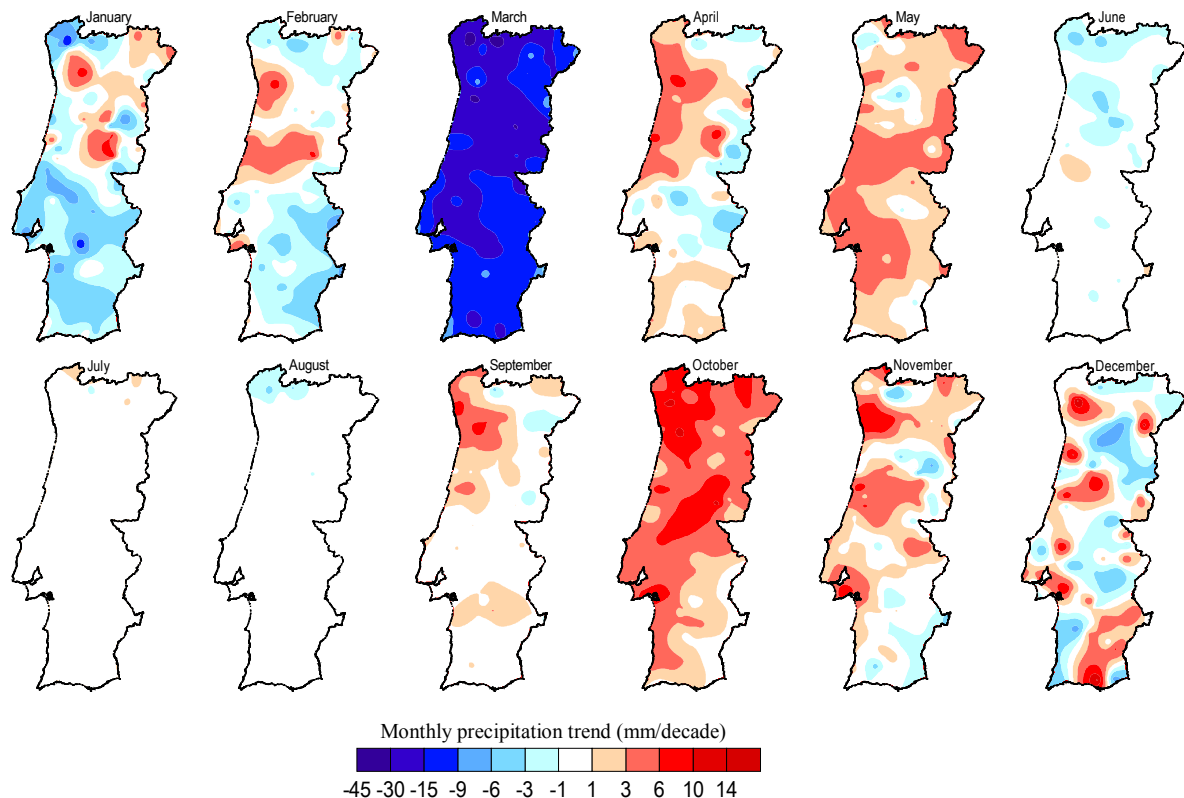 January February March April May June
July August September October November December
Monthly precipitation trend (mm/decade)
-45 -30 -15 -9 -6 -3 -1 1 3 6 10 14